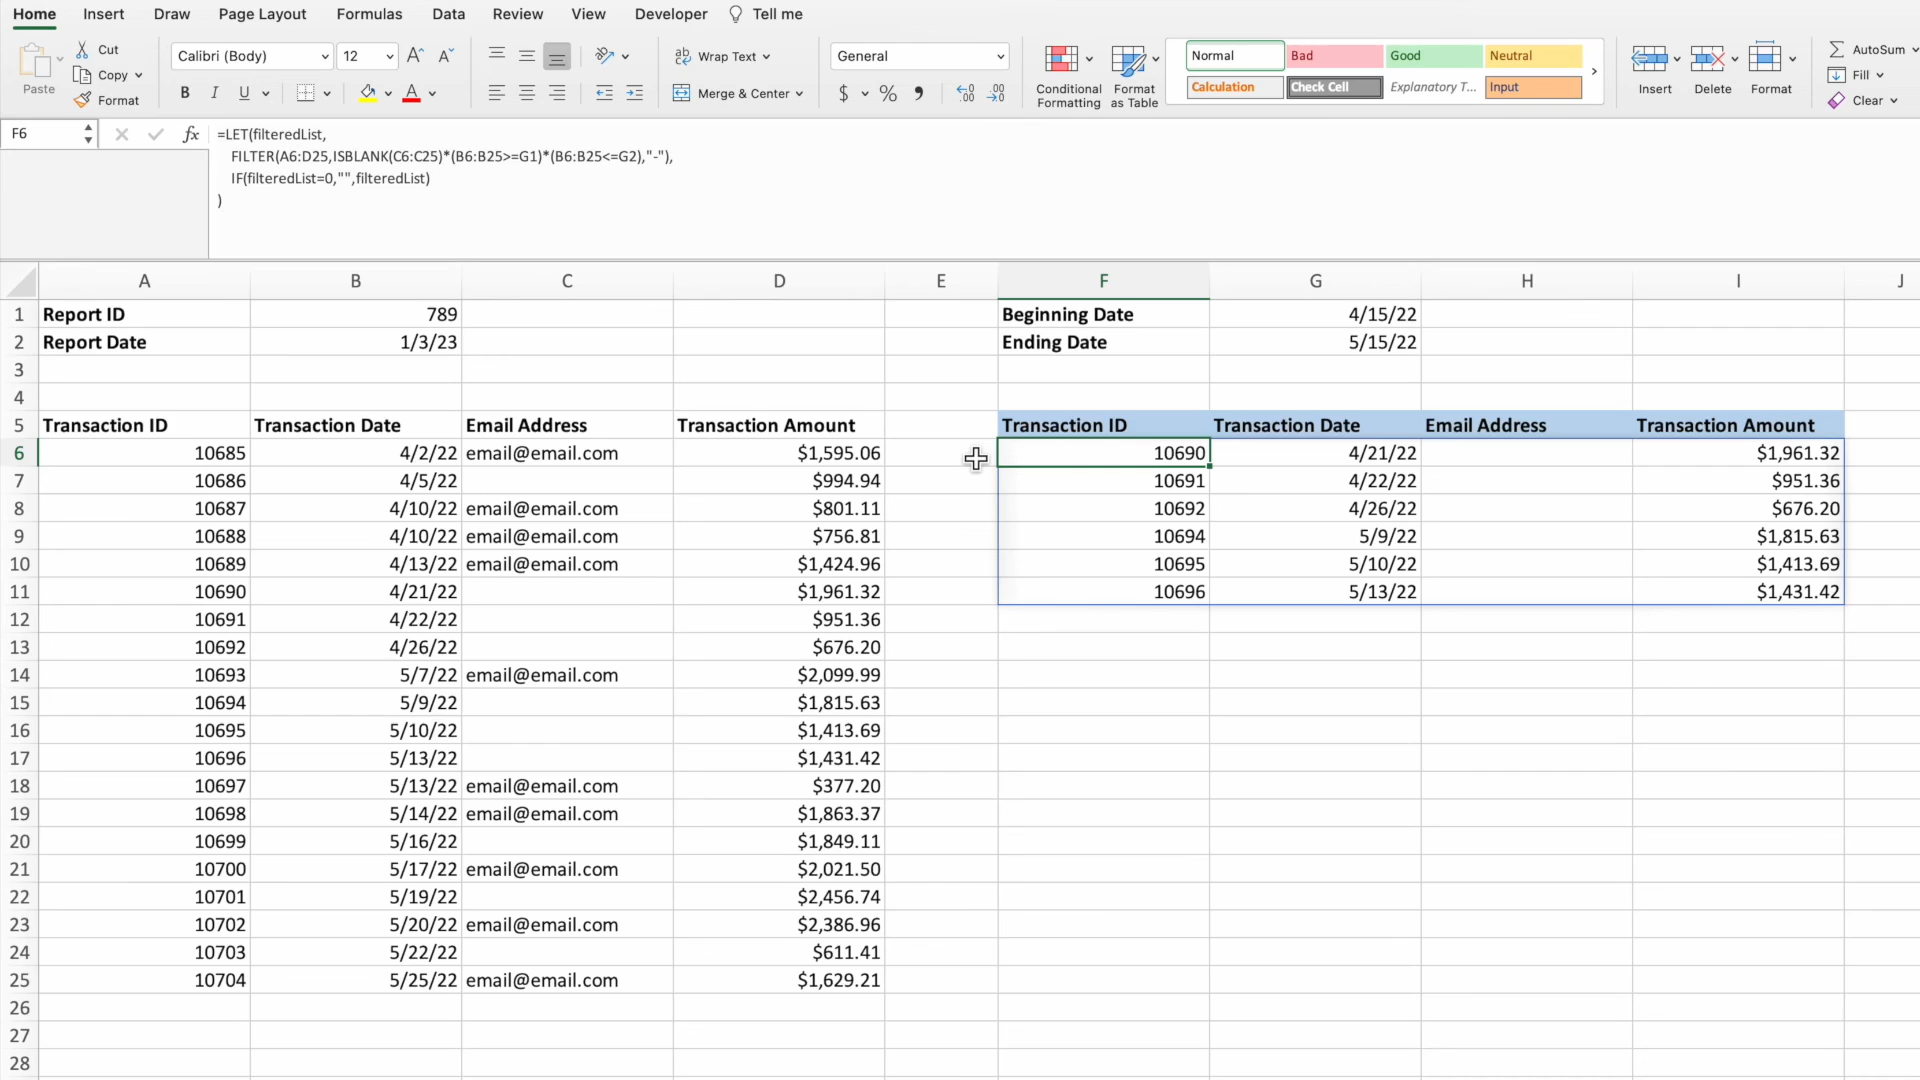 Home Insert Draw Page Layout Formulas Data Review View Developer Tell me
Paste
Cut
Copy
Format
Calibri (Body) 12 A^ A˅
B I U A
ab Wrap Text
Merge & Center
General
$ % 9
Conditional Formatting
Format as Table
Normal Bad Good Neutral
Calculation Check Cell Explanatory T... Input
Insert Delete Format
AutoSum
Fill
Clear
F6 fx =LET(filteredList,
FILTER(A6:D25,ISBLANK(C6:C25)*(B6:B25>=G1)*(B6:B25<=G2),"-"),
IF(filteredList=0,"",filteredList)
)
A B C D E F G H I J
1 Report ID 789 Beginning Date 4/15/22
2 Report Date 1/3/23 Ending Date 5/15/22
3
4
5 Transaction ID Transaction Date Email Address Transaction Amount Transaction ID Transaction Date Email Address Transaction Amount
6 10685 4/2/22 email@email.com $1,595.06 10690 4/21/22 $1,961.32
7 10686 4/5/22 $994.94 10691 4/22/22 $951.36
8 10687 4/10/22 email@email.com $801.11 10692 4/26/22 $676.20
9 10688 4/10/22 email@email.com $756.81 10694 5/9/22 $1,815.63
10 10689 4/13/22 email@email.com $1,424.96 10695 5/10/22 $1,413.69
11 10690 4/21/22 $1,961.32 10696 5/13/22 $1,431.42
12 10691 4/22/22 $951.36
13 10692 4/26/22 $676.20
14 10693 5/7/22 email@email.com $2,099.99
15 10694 5/9/22 $1,815.63
16 10695 5/10/22 $1,413.69
17 10696 5/13/22 $1,431.42
18 10697 5/13/22 email@email.com $377.20
19 10698 5/14/22 email@email.com $1,863.37
20 10699 5/16/22 $1,849.11
21 10700 5/17/22 email@email.com $2,021.50
22 10701 5/19/22 $2,456.74
23 10702 5/20/22 email@email.com $2,386.96
24 10703 5/22/22 $611.41
25 10704 5/25/22 email@email.com $1,629.21
26
27
28